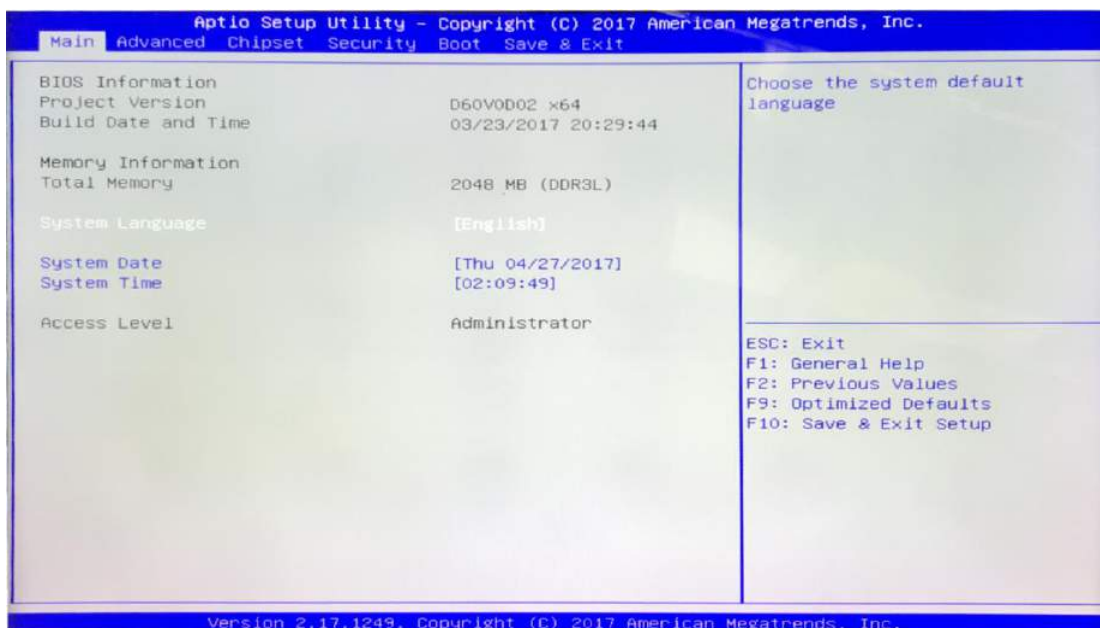 Aptio Setup Utility - Copyright (C) 2017 American Megatrends, Inc.
Main Advanced Chipset Security Boot Save & Exit
BIOS Information
Project Version D60V0D02 x64
Build Date and Time 03/23/2017 20:29:44
Memory Information
Total Memory 2048 MB (DDR3L)
System Language [English]
System Date [Thu 04/27/2017]
System Time [02:09:49]
Access Level Administrator
Choose the system default
language
ESC: Exit
F1: General Help
F2: Previous Values
F9: Optimized Defaults
F10: Save & Exit Setup
Version 2.17.1249. Copyright (C) 2017 American Megatrends, Inc.